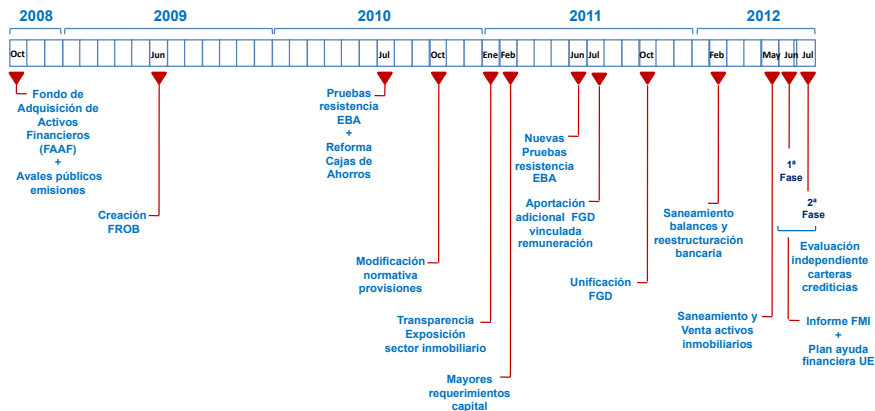 2008
2009
2010
2011
2012
Oct
Jun
Jul
Oct
Ene
Feb
Jun
Jul
Oct
Feb
May
Jun
Jul
Fondo de
Adquisición de
Activos
Financieros
(FAAF)
+
Avales públicos
emisiones
Creación
FROB
Pruebas
resistencia
EBA
+
Reforma
Cajas de
Ahorros
Modificación
normativa
provisiones
Transparencia
Exposición
sector inmobiliario
Mayores
requerimientos
capital
Nuevas
Pruebas
resistencia
EBA
Aportación
adicional FGD
vinculada
remuneración
Unificación
FGD
Saneamiento
balances y
reestructuración
bancaria
Saneamiento y
Venta activos
inmobiliarios
1ª
Fase
2ª
Fase
Evaluación
independiente
carteras
crediticias
Informe FMI
+
Plan ayuda
financiera UE